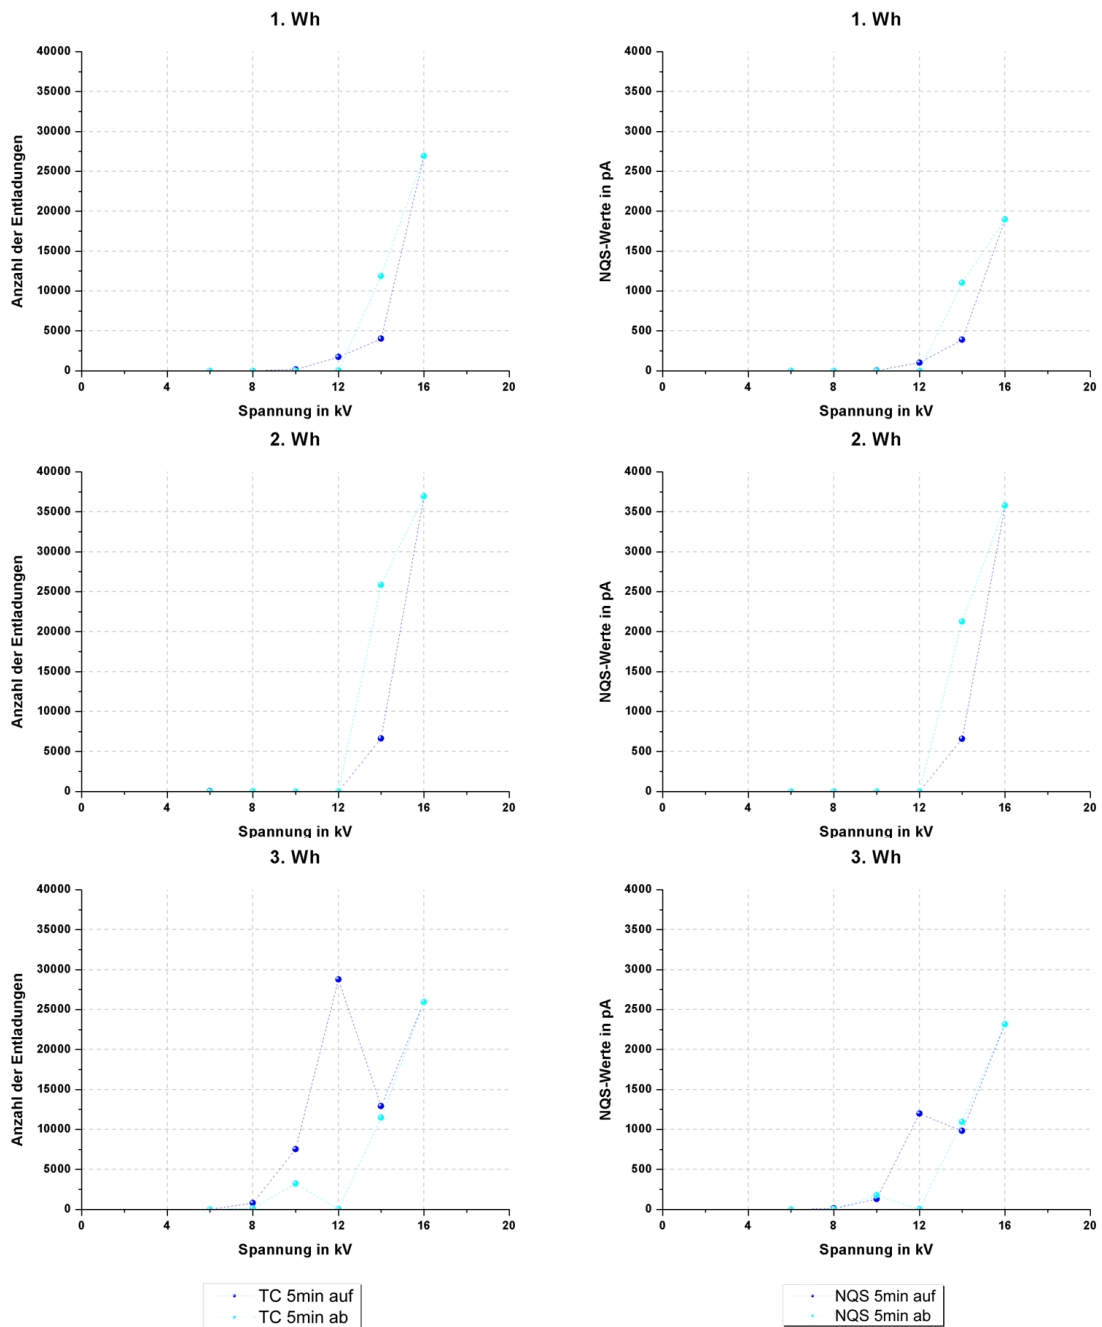 1. Wh
40000
35000
30000
25000
20000
15000
10000
5000
0
Anzahl der Entladungen
0 4 8 12 16 20
Spannung in kV
1. Wh
4000
3500
3000
2500
2000
1500
1000
500
0
NQS-Werte in pA
0 4 8 12 16 20
Spannung in kV
2. Wh
40000
35000
30000
25000
20000
15000
10000
5000
0
Anzahl der Entladungen
0 4 8 12 16 20
Spannung in kV
2. Wh
4000
3500
3000
2500
2000
1500
1000
500
0
NQS-Werte in pA
0 4 8 12 16 20
Spannung in kV
3. Wh
40000
35000
30000
25000
20000
15000
10000
5000
0
Anzahl der Entladungen
0 4 8 12 16 20
Spannung in kV
3. Wh
4000
3500
3000
2500
2000
1500
1000
500
0
NQS-Werte in pA
0 4 8 12 16 20
Spannung in kV
TC 5min auf
TC 5min ab
NQS 5min auf
NQS 5min ab